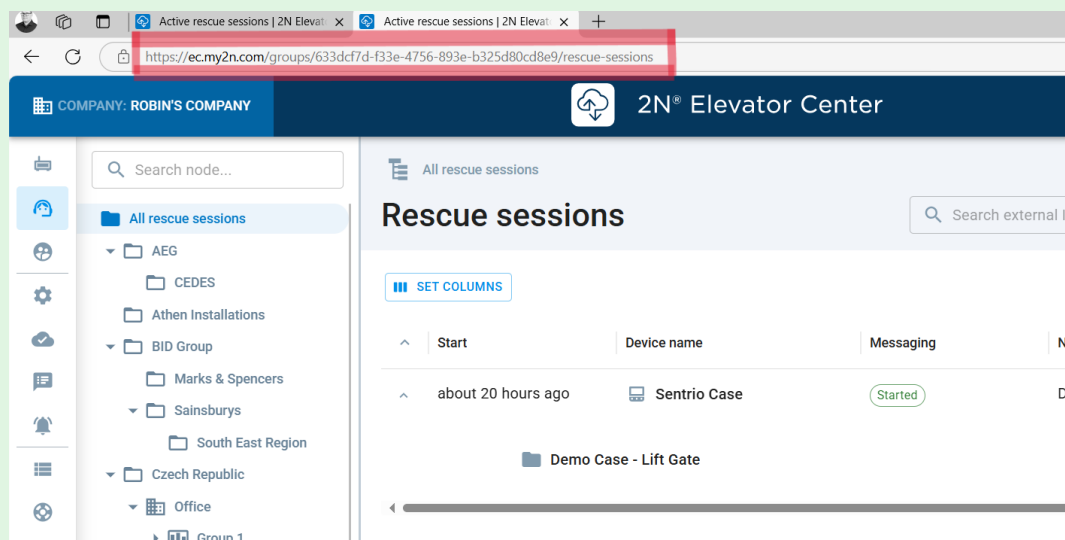 Active rescue sessions | 2N Elevat
Active rescue sessions | 2N Elevat
https://ec.my2n.com/groups/633dcf7d-f33e-4756-893e-b325d80cd8e9/rescue-sessions
COMPANY: ROBIN'S COMPANY
2N® Elevator Center
Search node...
All rescue sessions
All rescue sessions
Rescue sessions
Search external
AEG
CEDES
SET COLUMNS
Athen Installations
Start Device name Messaging
BID Group
Marks & Spencers
about 20 hours ago Sentrio Case Started
Sainsburys
South East Region
Demo Case - Lift Gate
Czech Republic
Office
Group 1